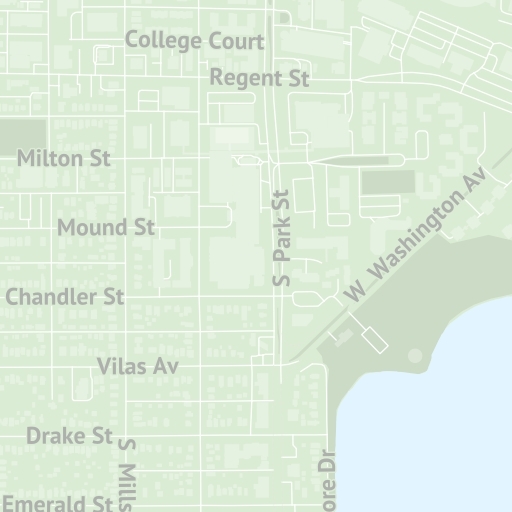 College Court
Regent St
Milton St
S Park St
W Washington Av
Mound St
Chandler St
Vilas Av
Drake St
S Mills
ore Dr
Emerald St